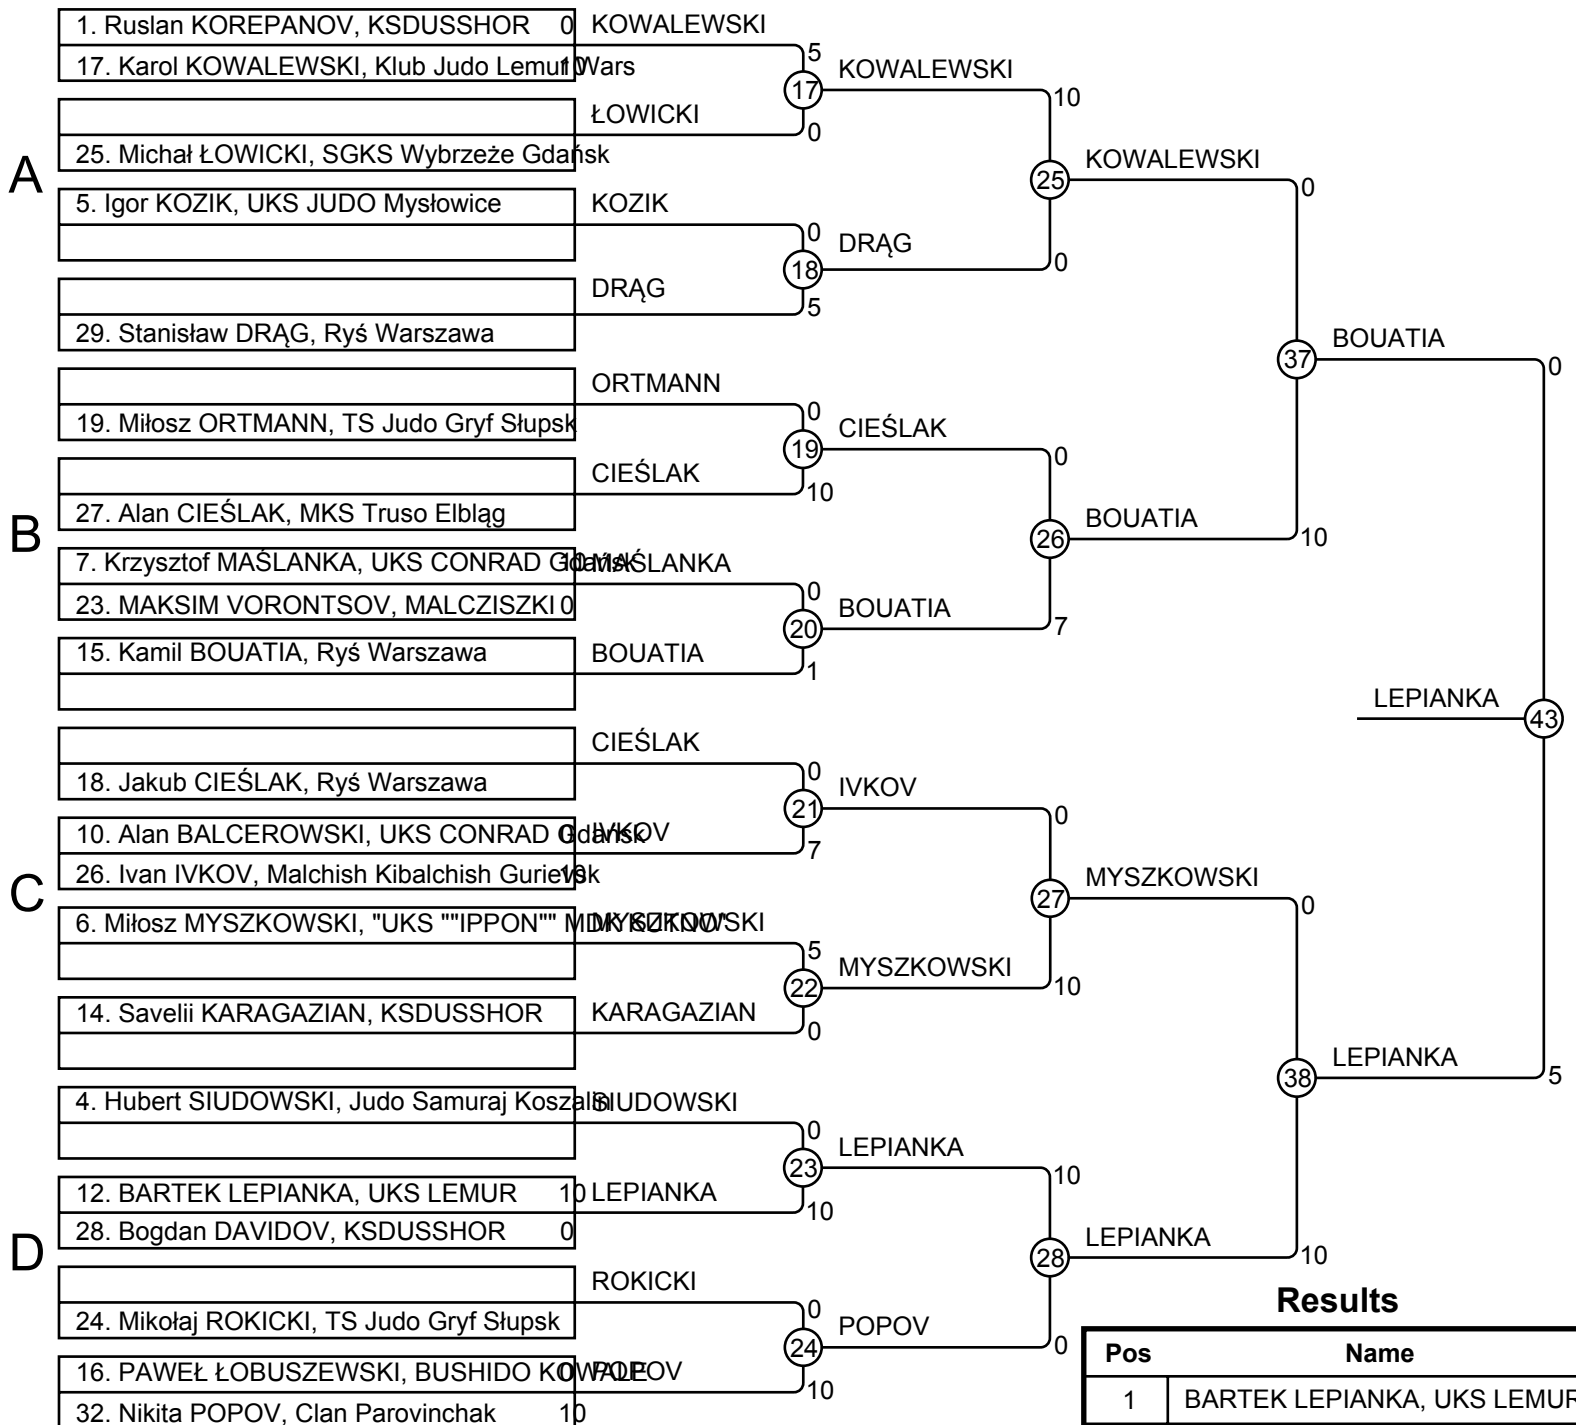 1. Ruslan KOREPANOV, KSDUSSHOR 0
17. Karol KOWALEWSKI, Klub Judo Lemur Wars 10
25. Michał ŁOWICKI, SGKS Wybrzeże Gdańsk
A
5. Igor KOZIK, UKS JUDO Mysłowice
29. Stanisław DRĄG, Ryś Warszawa
19. Miłosz ORTMANN, TS Judo Gryf Słupsk
27. Alan CIEŚLAK, MKS Truso Elbląg
B
7. Krzysztof MAŚLANKA, UKS CONRAD Gdańsk 10
23. MAKSIM VORONTSOV, MALCZISZKI 0
15. Kamil BOUATIA, Ryś Warszawa
18. Jakub CIEŚLAK, Ryś Warszawa
10. Alan BALCEROWSKI, UKS CONRAD Gdańsk 0
26. Ivan IVKOV, Malchish Kibalchish Gurievsk 10
C
6. Miłosz MYSZKOWSKI, "UKS ""IPPON"" MDK KUTNO"
14. Savelii KARAGAZIAN, KSDUSSHOR
4. Hubert SIUDOWSKI, Judo Samuraj Koszalin
12. BARTEK LEPIANKA, UKS LEMUR 10
28. Bogdan DAVIDOV, KSDUSSHOR 0
D
24. Mikołaj ROKICKI, TS Judo Gryf Słupsk
16. PAWEŁ ŁOBUSZEWSKI, BUSHIDO KOWALE 0
32. Nikita POPOV, Clan Parovinchak 10
KOWALEWSKI 5
17
ŁOWICKI 0
KOZIK 0
18
DRĄG 5
ORTMANN 0
19
CIEŚLAK 10
MAŚLANKA 0
20
BOUATIA 1
CIEŚLAK 0
21
IVKOV 7
MYSZKOWSKI 5
22
KARAGAZIAN 0
SIUDOWSKI 0
23
LEPIANKA 10
ROKICKI 0
24
POPOV 10
KOWALEWSKI 10
25
DRĄG 0
CIEŚLAK 0
26
BOUATIA 7
IVKOV 0
27
MYSZKOWSKI 10
LEPIANKA 10
28
POPOV 0
KOWALEWSKI 0
37
BOUATIA 10
MYSZKOWSKI 0
38
LEPIANKA 10
BOUATIA 0
LEPIANKA 43
LEPIANKA 5
Results
Pos Name
1 BARTEK LEPIANKA, UKS LEMUR